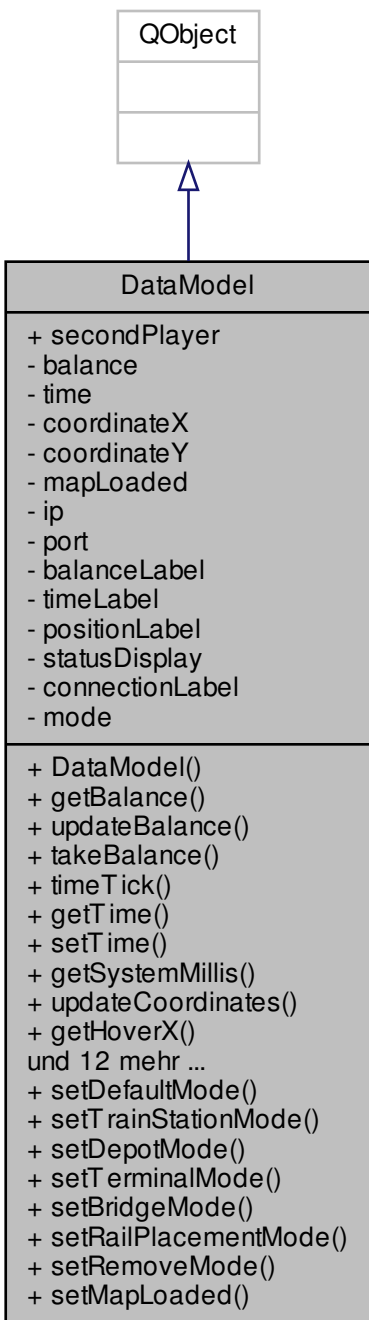 QObject
DataModel
+ secondPlayer
- balance
- time
- coordinateX
- coordinateY
- mapLoaded
- ip
- port
- balanceLabel
- timeLabel
- positionLabel
- statusDisplay
- connectionLabel
- mode
+ DataModel()
+ getBalance()
+ updateBalance()
+ takeBalance()
+ timeTick()
+ getTime()
+ setTime()
+ getSystemMillis()
+ updateCoordinates()
+ getHoverX()
und 12 mehr ...
+ setDefaultMode()
+ setTrainStationMode()
+ setDepotMode()
+ setTerminalMode()
+ setBridgeMode()
+ setRailPlacementMode()
+ setRemoveMode()
+ setMapLoaded()